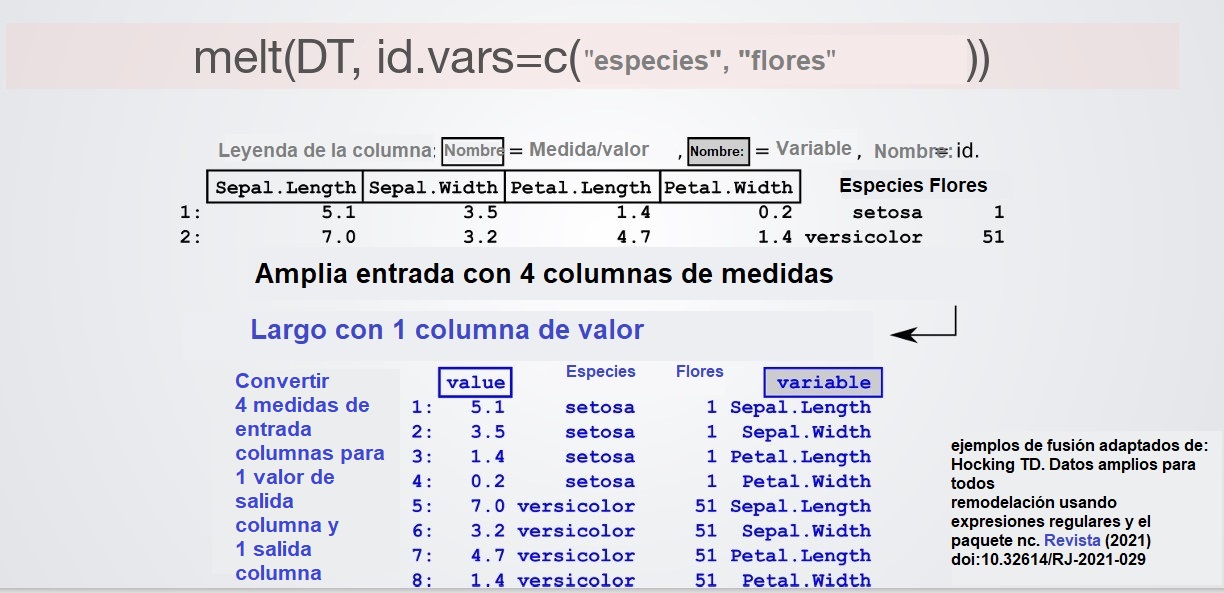 melt(DT, id.vars=c("especies", "flores" ))
Leyenda de la columna: Nombre = Medida/valor , Nombre: = Variable , Nombre: = id.
Sepal.Length Sepal.Width Petal.Length Petal.Width Especies Flores
1: 5.1 3.5 1.4 0.2 setosa 1
2: 7.0 3.2 4.7 1.4 versicolor 51
Amplia entrada con 4 columnas de medidas
Largo con 1 columna de valor
Convertir
4 medidas de
entrada
columnas para
1 valor de
salida
columna y
1 salida
columna
value Especies Flores variable
1: 5.1 setosa 1 Sepal.Length
2: 3.5 setosa 1 Sepal.Width
3: 1.4 setosa 1 Petal.Length
4: 0.2 setosa 1 Petal.Width
5: 7.0 versicolor 51 Sepal.Length
6: 3.2 versicolor 51 Sepal.Width
7: 4.7 versicolor 51 Petal.Length
8: 1.4 versicolor 51 Petal.Width
ejemplos de fusión adaptados de:
Hocking TD. Datos amplios para
todos
remodelación usando
expresiones regulares y el
paquete nc. Revista (2021)
doi:10.32614/RJ-2021-029